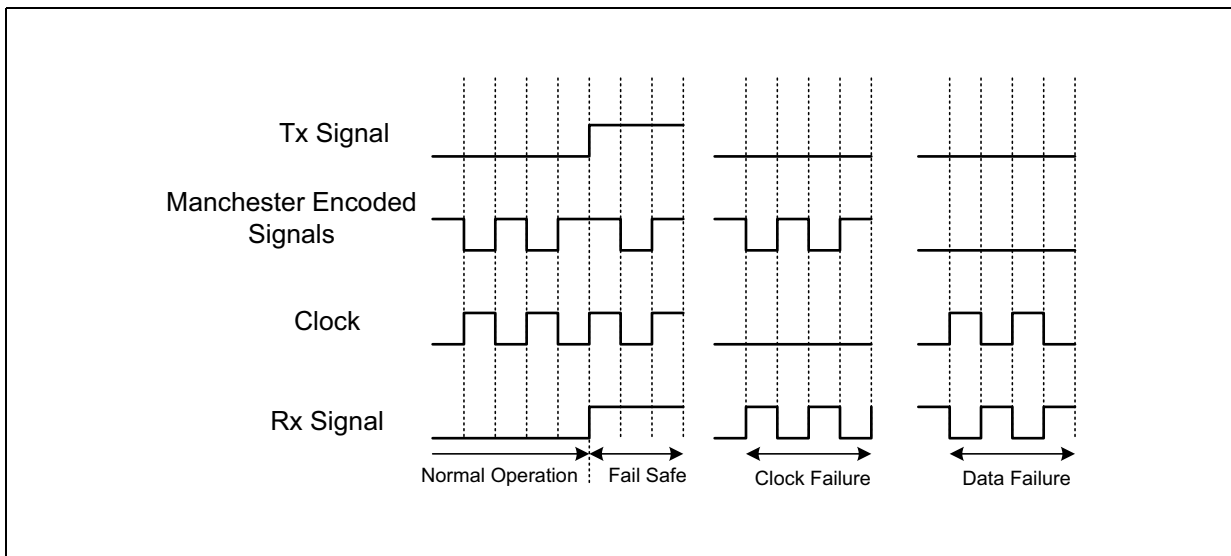 Tx Signal
Manchester Encoded
Signals
Clock
Rx Signal
Normal Operation
Fail Safe
Clock Failure
Data Failure